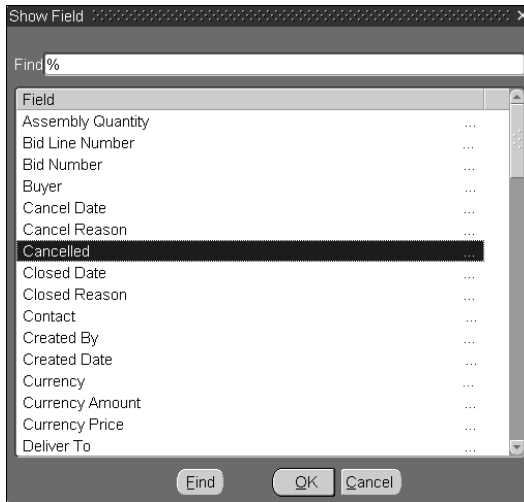 Show Field
Find %
Field
Assembly Quantity ...
Bid Line Number ...
Bid Number ...
Buyer ...
Cancel Date ...
Cancel Reason ...
Cancelled ...
Closed Date ...
Closed Reason ...
Contact ...
Created By ...
Created Date ...
Currency ...
Currency Amount ...
Currency Price ...
Deliver To ...
Find OK Cancel